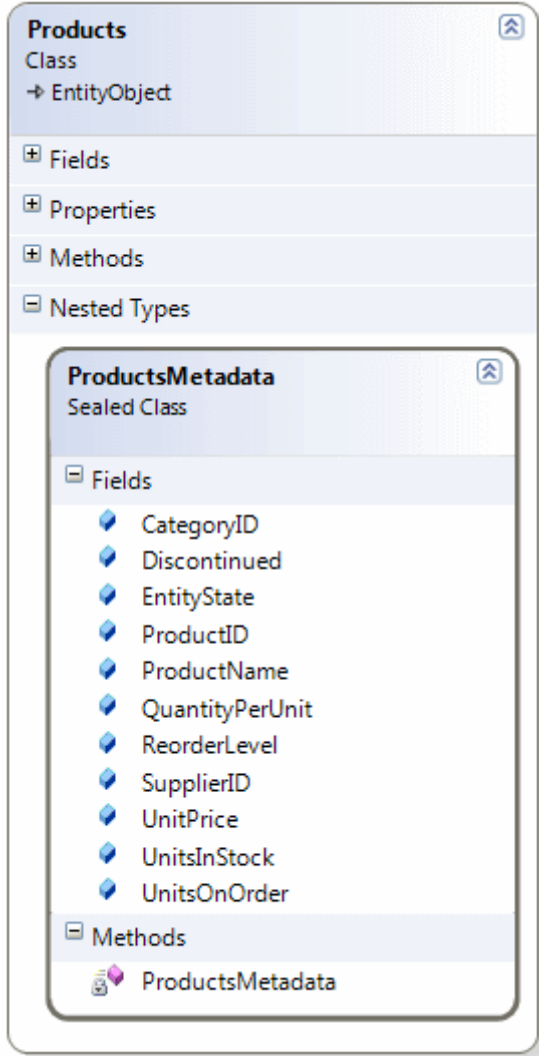 Products
Class
EntityObject
Fields
Properties
Methods
Nested Types
ProductsMetadata
Sealed Class
Fields
CategoryID
Discontinued
EntityState
ProductID
ProductName
QuantityPerUnit
ReorderLevel
SupplierID
UnitPrice
UnitsInStock
UnitsOnOrder
Methods
ProductsMetadata